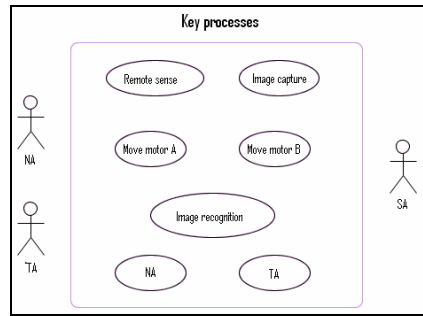 Key processes
Remote sense
Image capture
Move motor A
Move motor B
NA
SA
Image recognition
TA
NA
TA